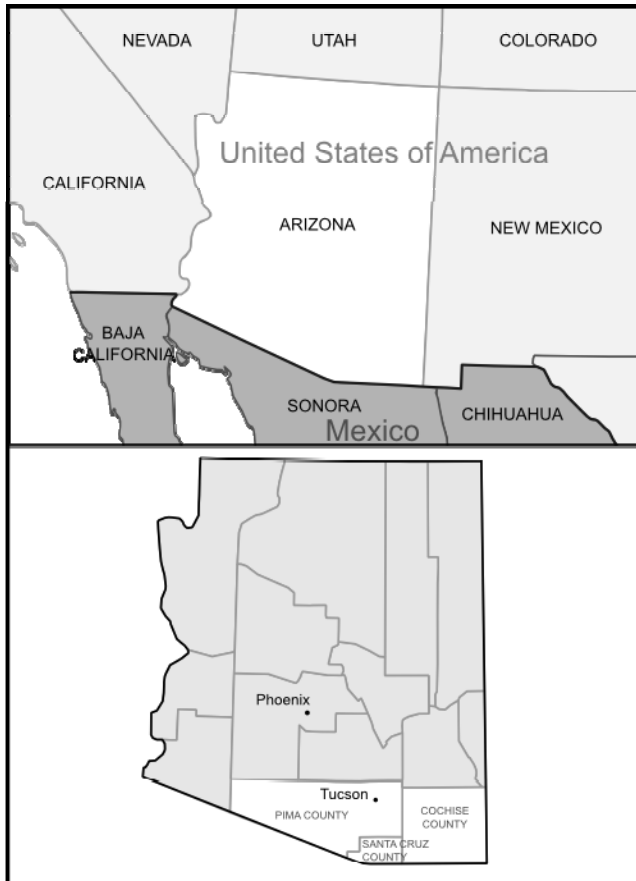 NEVADA
UTAH
COLORADO
United States of America
CALIFORNIA
ARIZONA
NEW MEXICO
BAJA
CALIFORNIA
SONORA
CHIHUAHUA
Mexico
Phoenix
Tucson
PIMA COUNTY
COCHISE
COUNTY
SANTA CRUZ
COUNTY